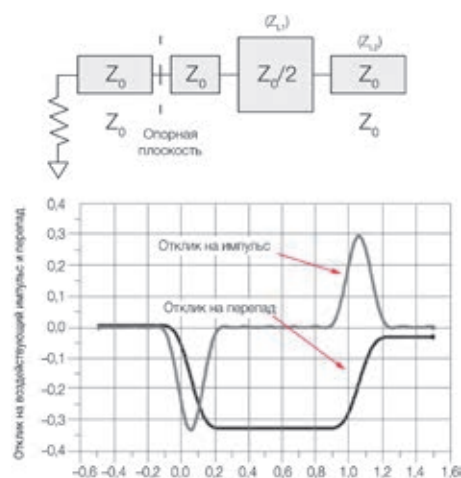 (Z_L1)
(Z_L2)
Z₀ Z₀ Z₀/2 Z₀
Z₀ Z₀
Опорная
плоскость
Отклик на воздействующий импульс и перепад
0,4
0,3
0,2
0,1
0,0
-0,1
-0,2
-0,3
-0,4
Отклик на импульс
Отклик на перепад
-0,6 -0,4 -0,2 0,0 0,2 0,4 0,6 0,8 1,0 1,2 1,4 1,60